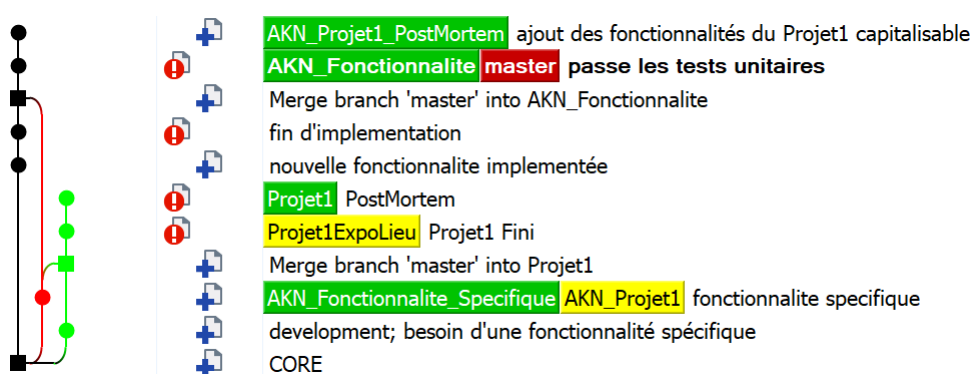 AKN_Projet1_PostMortem ajout des fonctionnalités du Projet1 capitalisable
AKN_Fonctionnalite master passe les tests unitaires
Merge branch 'master' into AKN_Fonctionnalite
fin d'implementation
nouvelle fonctionnalite implementée
Projet1 PostMortem
Projet1ExpoLieu Projet1 Fini
Merge branch 'master' into Projet1
AKN_Fonctionnalite_Specifique AKN_Projet1 fonctionnalite specifique
development; besoin d'une fonctionnalité spécifique
CORE